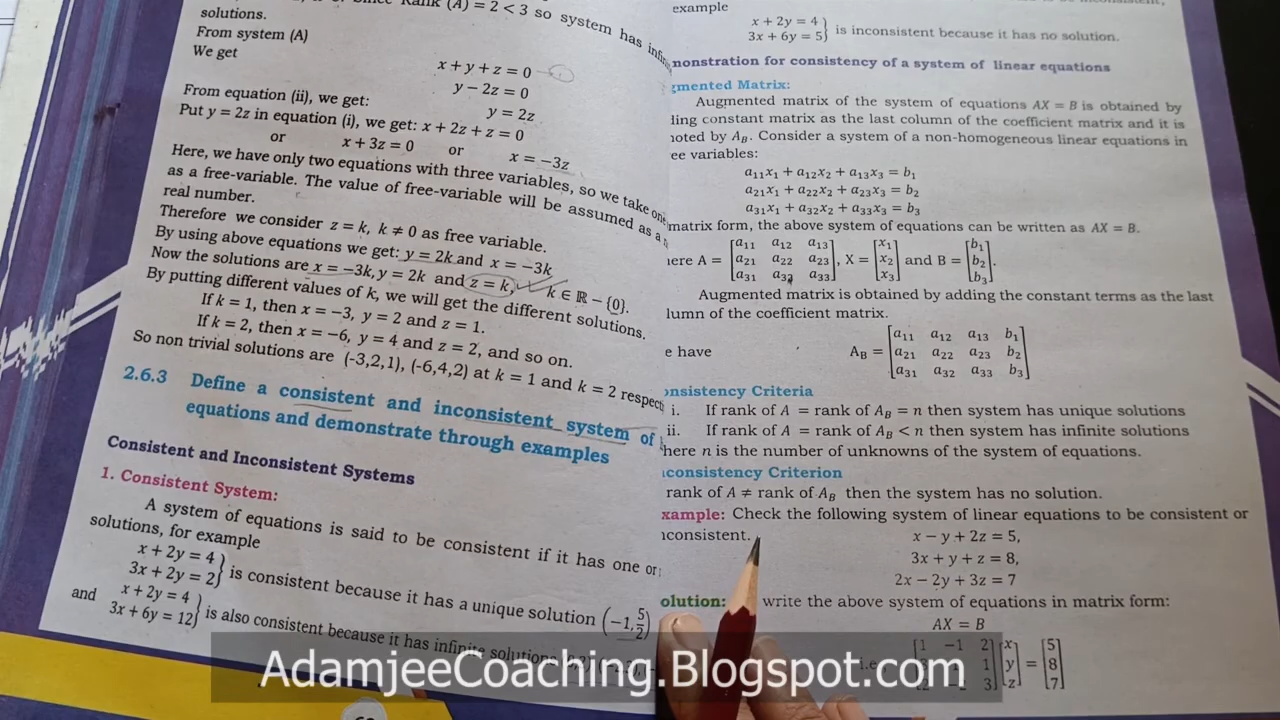 Rank (A) = 2 < 3 so system has infin
solutions.
From system (A)
We get
x + y + z = 0
y − 2z = 0
From equation (ii), we get:
y = 2z
Put y = 2z in equation (i), we get: x + 2z + z = 0
or x + 3z = 0 or x = −3z
Here, we have only two equations with three variables, so we take one
as a free-variable. The value of free-variable will be assumed as a
real number.
Therefore we consider z = k, k ≠ 0 as free variable.
By using above equations we get: y = 2k and x = −3k
Now the solutions are x = −3k, y = 2k and z = k, k ∈ ℝ − {0}.
By putting different values of k, we will get the different solutions.
If k = 1, then x = −3, y = 2 and z = 1.
If k = 2, then x = −6, y = 4 and z = 2, and so on.
So non trivial solutions are (-3,2,1), (-6,4,2) at k = 1 and k = 2 respect
2.6.3 Define a consistent and inconsistent system of
equations and demonstrate through examples
Consistent and Inconsistent Systems
1. Consistent System:
A system of equations is said to be consistent if it has one or
solutions, for example
x + 2y = 4
3x + 2y = 2} is consistent because it has a unique solution (−1, 5/2)
and x + 2y = 4
3x + 6y = 12} is also consistent because it has infinite solutions
example
x + 2y = 4
3x + 6y = 5} is inconsistent because it has no solution.
monstration for consistency of a system of linear equations
gmented Matrix:
Augmented matrix of the system of equations AX = B is obtained by
ling constant matrix as the last column of the coefficient matrix and it is
noted by A_B. Consider a system of a non-homogeneous linear equations in
ee variables:
a₁₁x₁ + a₁₂x₂ + a₁₃x₃ = b₁
a₂₁x₁ + a₂₂x₂ + a₂₃x₃ = b₂
a₃₁x₁ + a₃₂x₂ + a₃₃x₃ = b₃
matrix form, the above system of equations can be written as AX = B.
here A = [a₁₁ a₁₂ a₁₃; a₂₁ a₂₂ a₂₃; a₃₁ a₃₂ a₃₃], X = [x₁; x₂; x₃] and B = [b₁; b₂; b₃].
Augmented matrix is obtained by adding the constant terms as the last
lumn of the coefficient matrix.
e have A_B = [a₁₁ a₁₂ a₁₃ b₁; a₂₁ a₂₂ a₂₃ b₂; a₃₁ a₃₂ a₃₃ b₃]
onsistency Criteria
i. If rank of A = rank of A_B = n then system has unique solutions
ii. If rank of A = rank of A_B < n then system has infinite solutions
here n is the number of unknowns of the system of equations.
nconsistency Criterion
rank of A ≠ rank of A_B then the system has no solution.
xample: Check the following system of linear equations to be consistent or
nconsistent.
x − y + 2z = 5,
3x + y + z = 8,
2x − 2y + 3z = 7
olution: write the above system of equations in matrix form:
AX = B
[1 −1 2; 1; 3][x; y; z] = [5; 8; 7]
AdamjeeCoaching.Blogspot.com